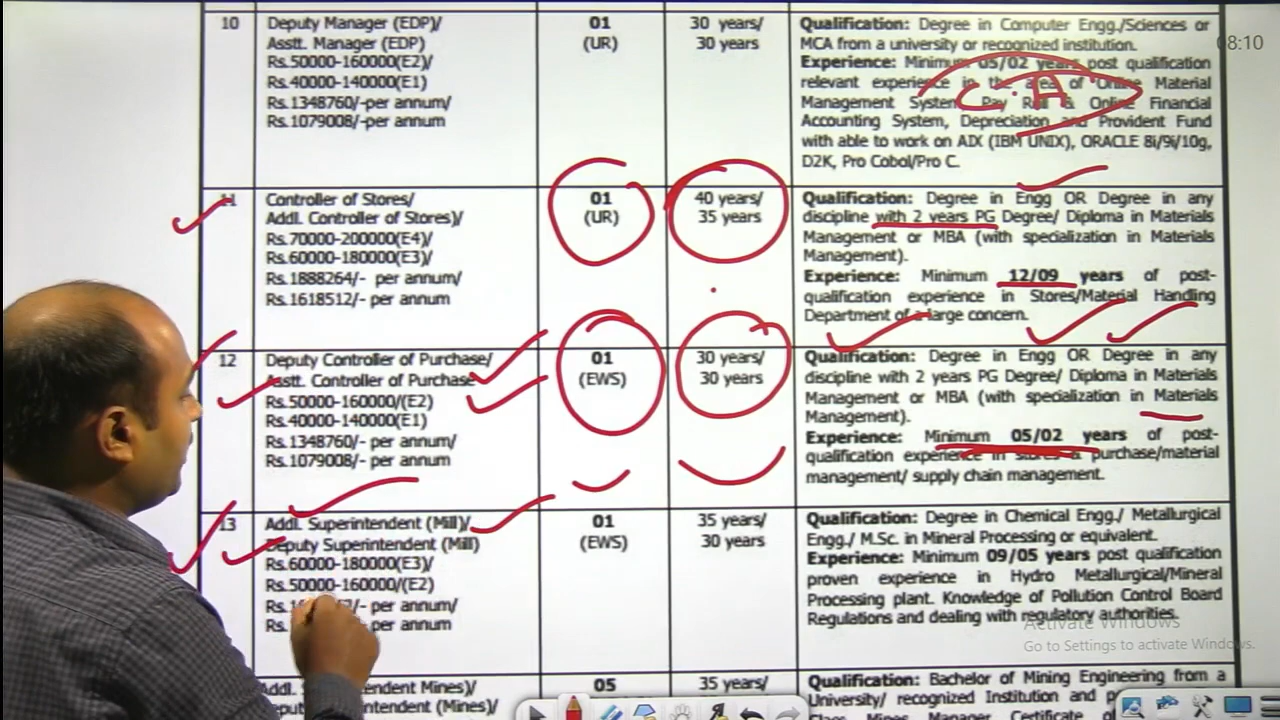 10
Deputy Manager (EDP)/
Asstt. Manager (EDP)
Rs.50000-160000(E2)/
Rs.40000-140000(E1)
Rs.1348760/-per annum/
Rs.1079008/-per annum
01
(UR)
30 years/
30 years
Qualification: Degree in Computer Engg./Sciences or
MCA from a university or recognized institution.
Experience: Minimum 05/02 years post qualification
relevant experience in the area of Online Material
Management System, Pay Roll & Online Financial
Accounting System, Depreciation and Provident Fund
with able to work on AIX (IBM UNIX), ORACLE 8i/9i/10g,
D2K, Pro Cobol/Pro C.
08:10
C.A
11
Controller of Stores/
Addl. Controller of Stores)/
Rs.70000-200000(E4)/
Rs.60000-180000(E3)/
Rs.1888264/- per annum/
Rs.1618512/- per annum
01
(UR)
40 years/
35 years
Qualification: Degree in Engg OR Degree in any
discipline with 2 years PG Degree/ Diploma in Materials
Management or MBA (with specialization in Materials
Management).
Experience: Minimum 12/09 years of post-
qualification experience in Stores/Material Handling
Department of a large concern.
12
Deputy Controller of Purchase/
Asstt. Controller of Purchase
Rs.50000-160000/(E2)
Rs.40000-140000(E1)
Rs.1348760/- per annum/
Rs.1079008/- per annum
01
(EWS)
30 years/
30 years
Qualification: Degree in Engg OR Degree in any
discipline with 2 years PG Degree/ Diploma in Materials
Management or MBA (with specialization in Materials
Management).
Experience: Minimum 05/02 years of post-
qualification experience in stores & purchase/material
management/ supply chain management.
13
Addl. Superintendent (Mill)/
Deputy Superintendent (Mill)
Rs.60000-180000(E3)/
Rs.50000-160000/(E2)
Rs. per annum/
Rs. per annum
01
(EWS)
35 years/
30 years
Qualification: Degree in Chemical Engg./ Metallurgical
Engg./ M.Sc. in Mineral Processing or equivalent.
Experience: Minimum 09/05 years post qualification
proven experience in Hydro Metallurgical/Mineral
Processing plant. Knowledge of Pollution Control Board
Regulations and dealing with regulatory authorities.
Activate Windows
Go to Settings to activate Windows.
Mines)/
(Mines)/
05
35 years/
Qualification: Bachelor of Mining Engineering from a
University/ recognized Institution and
Class Mines Manager Certificate of